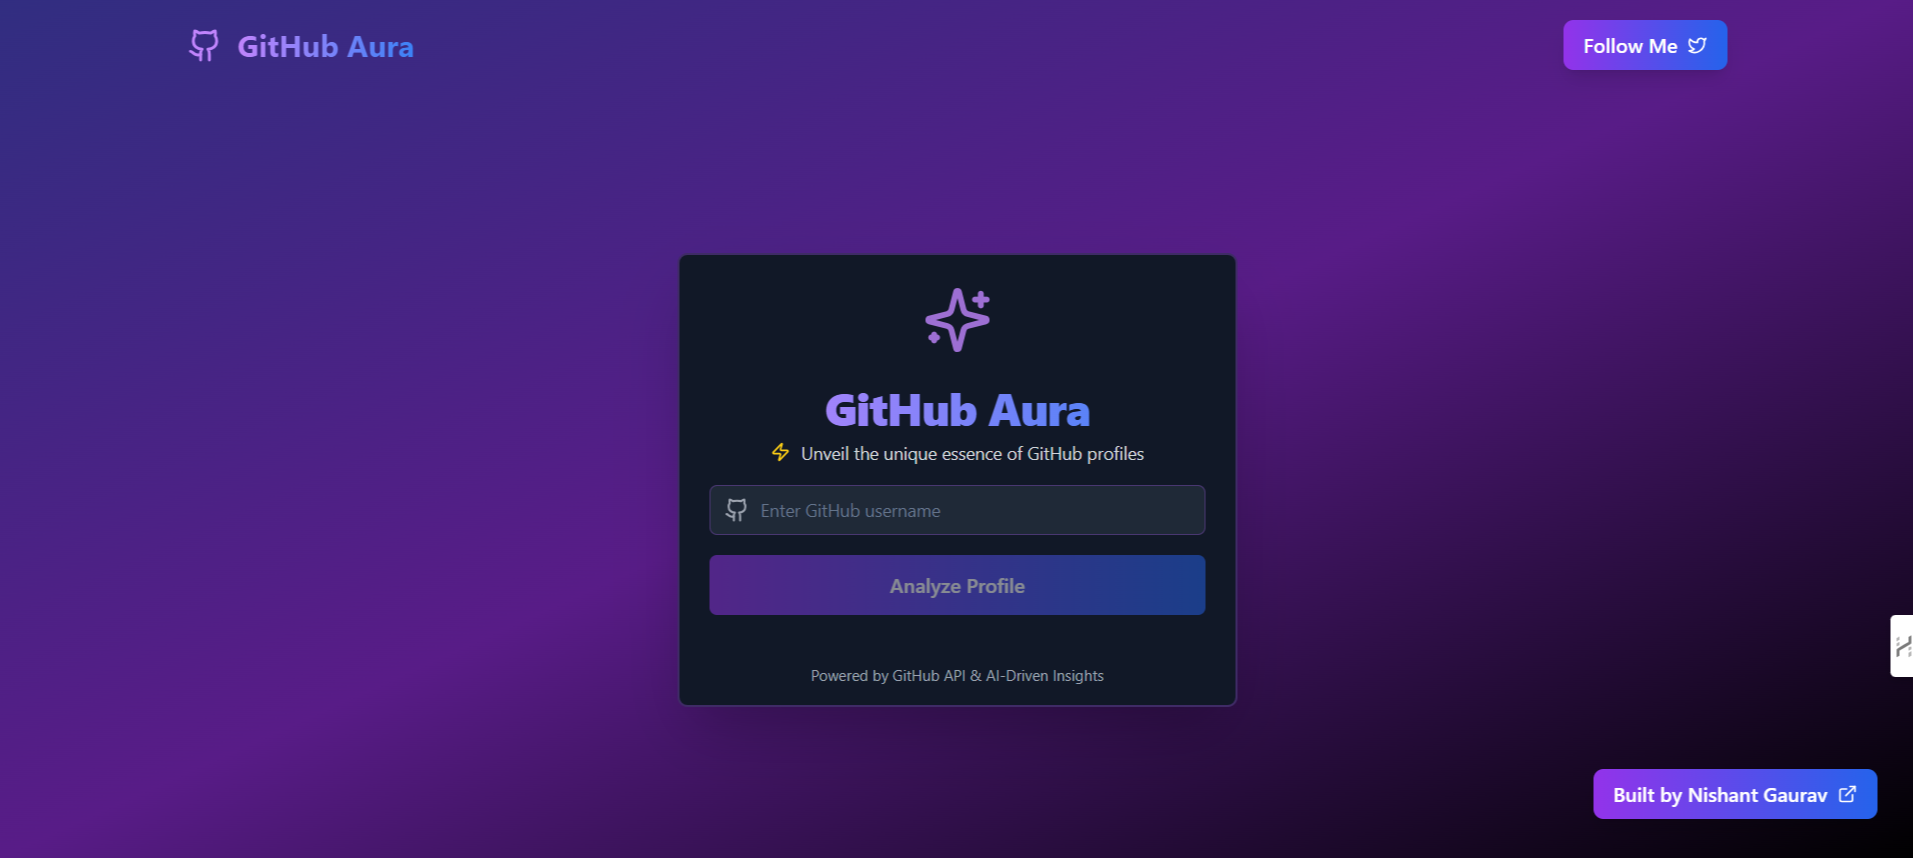 GitHub Aura
Follow Me
GitHub Aura
Unveil the unique essence of GitHub profiles
Enter GitHub username
Analyze Profile
Powered by GitHub API & AI-Driven Insights
Built by Nishant Gaurav